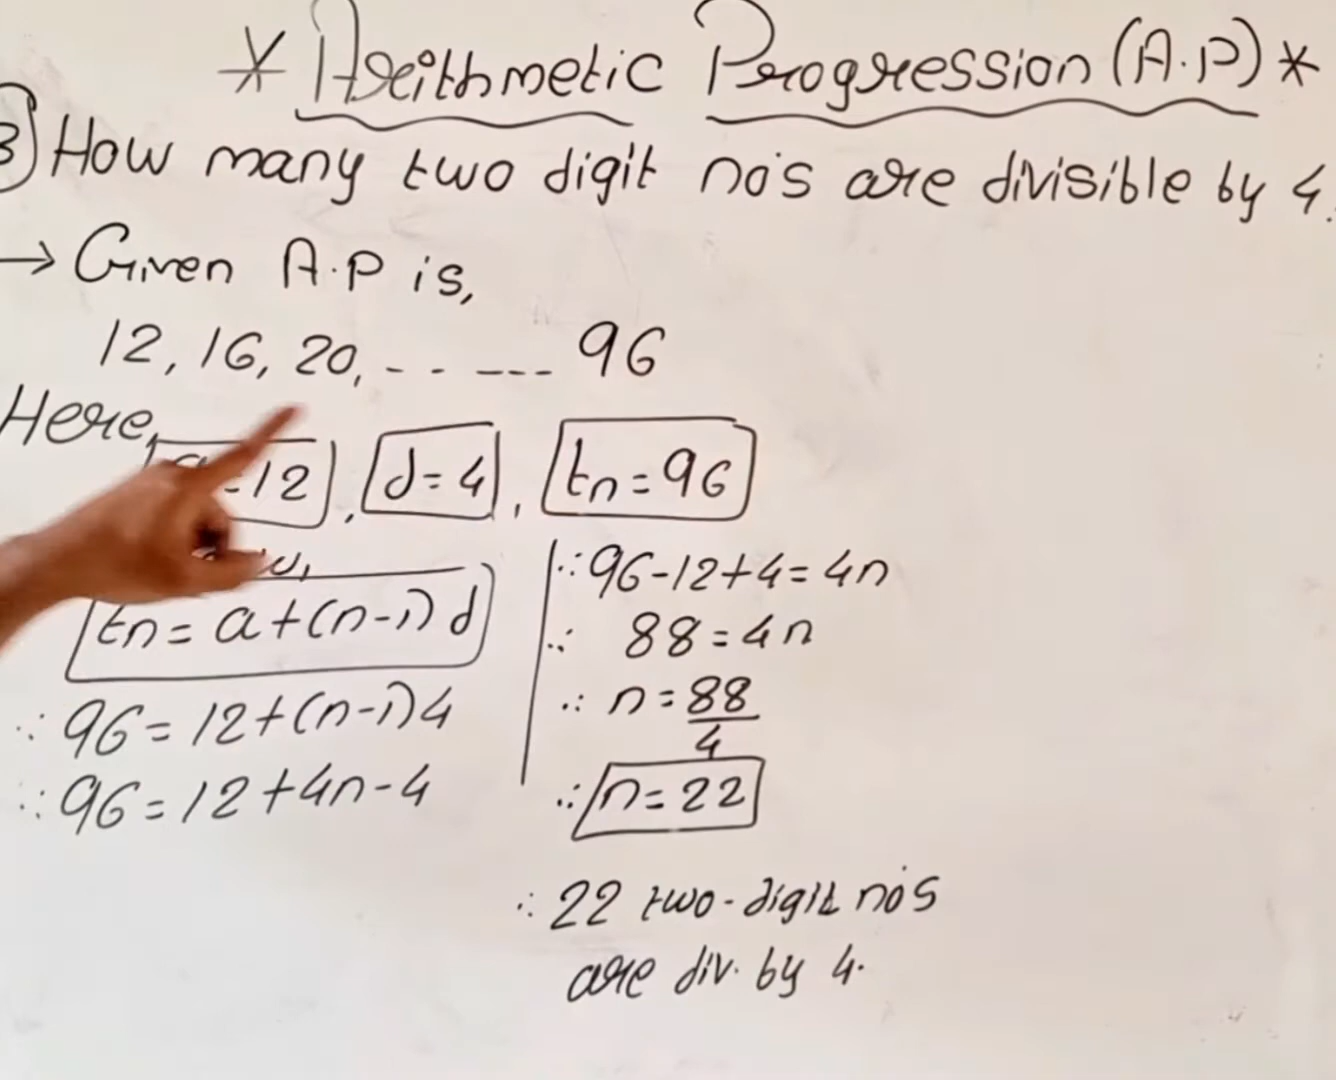 * Arithmetic Progression (A.P) *
3) How many two digit no's are divisible by 4.
→ Given A.P is,
12, 16, 20, - - --- 96
Here,
-12, d=4, tn=96
tn = a+(n-1)d
∴ 96 = 12+(n-1)4
∴ 96 = 12+4n-4
∴ 96-12+4=4n
∴ 88=4n
∴ n=88/4
∴ n=22
∴ 22 two-digit no's
are div. by 4.